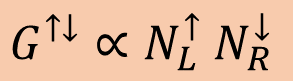 G↑↓ ∝ N_L↑ N_R↓